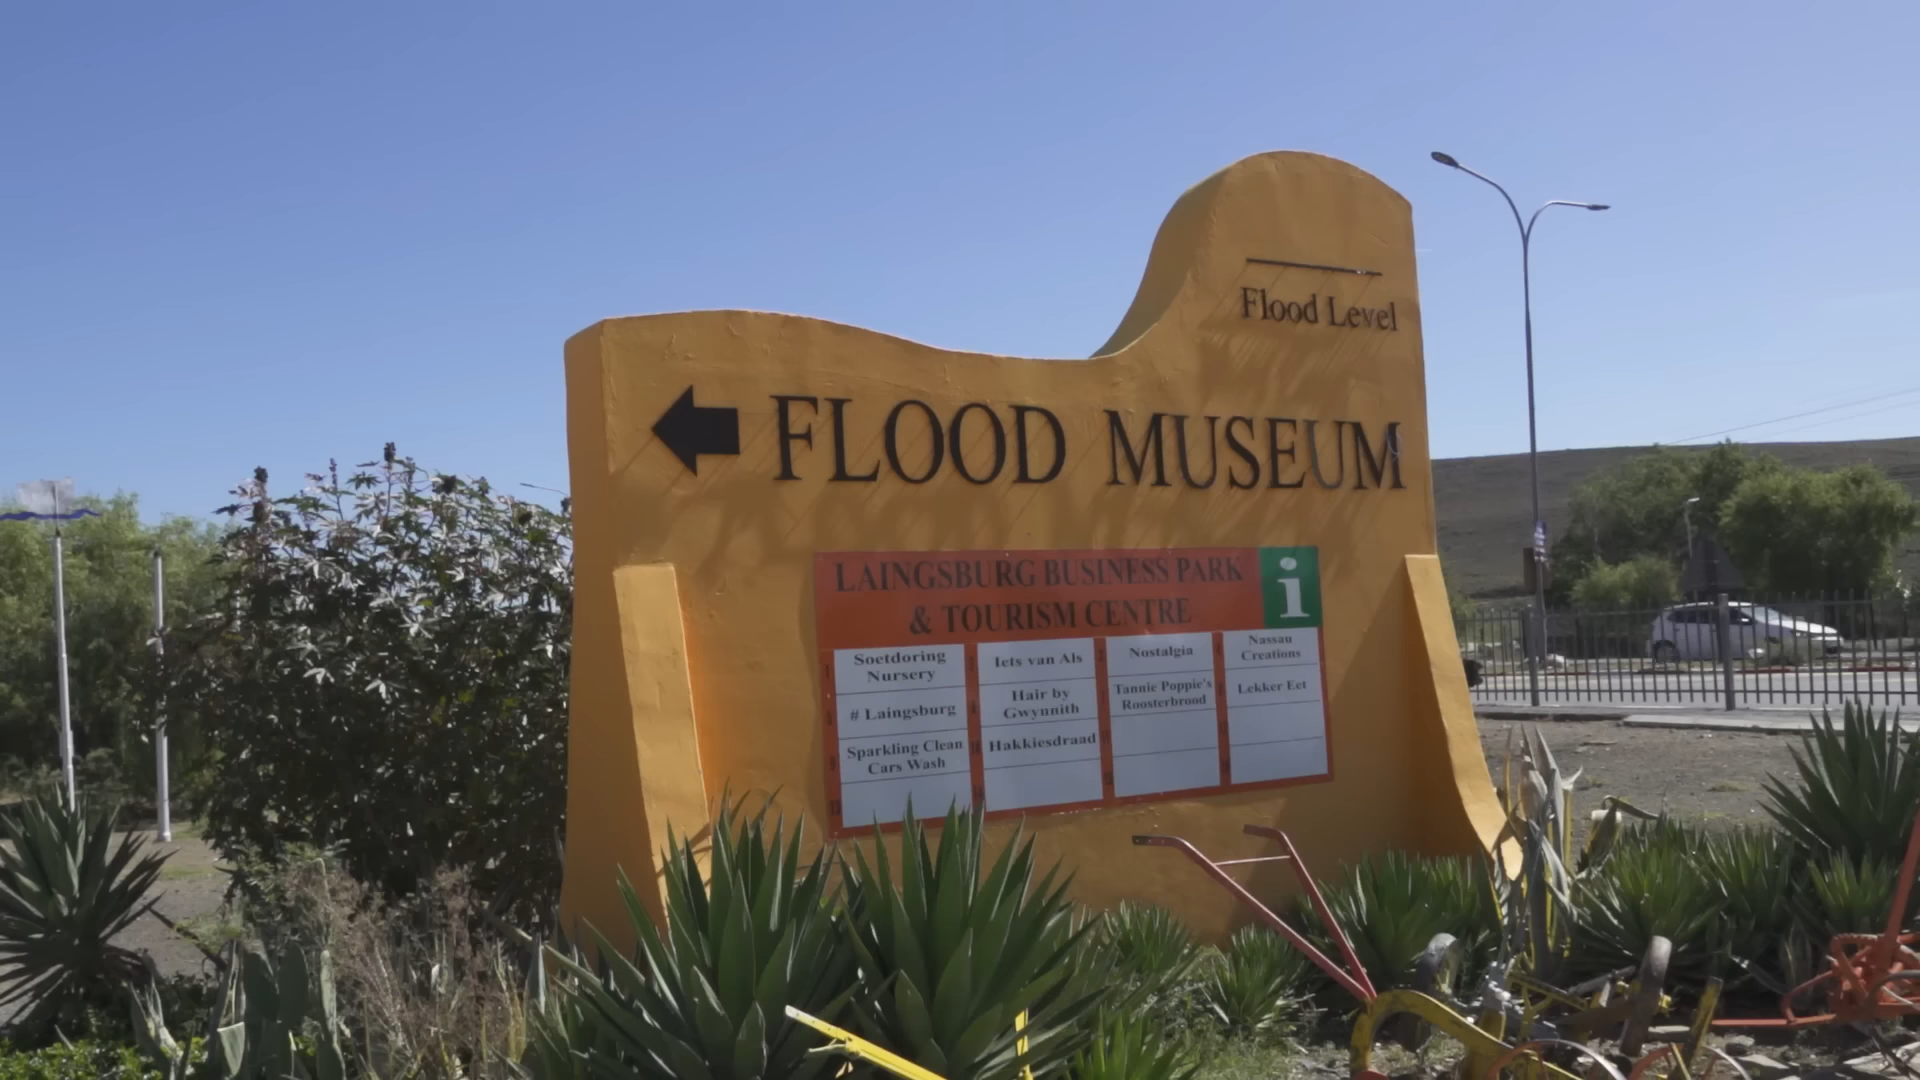 Flood Level
FLOOD MUSEUM
LAINGSBURG BUSINESS PARK
& TOURISM CENTRE
i
Soetdoring
Nursery
Iets van Als
Nostalgia
Nassau
Creations
# Laingsburg
Hair by
Gwynnith
Tannie Poppie's
Roosterbrood
Lekker Eet
Sparkling Clean
Cars Wash
Hakkiesdraad